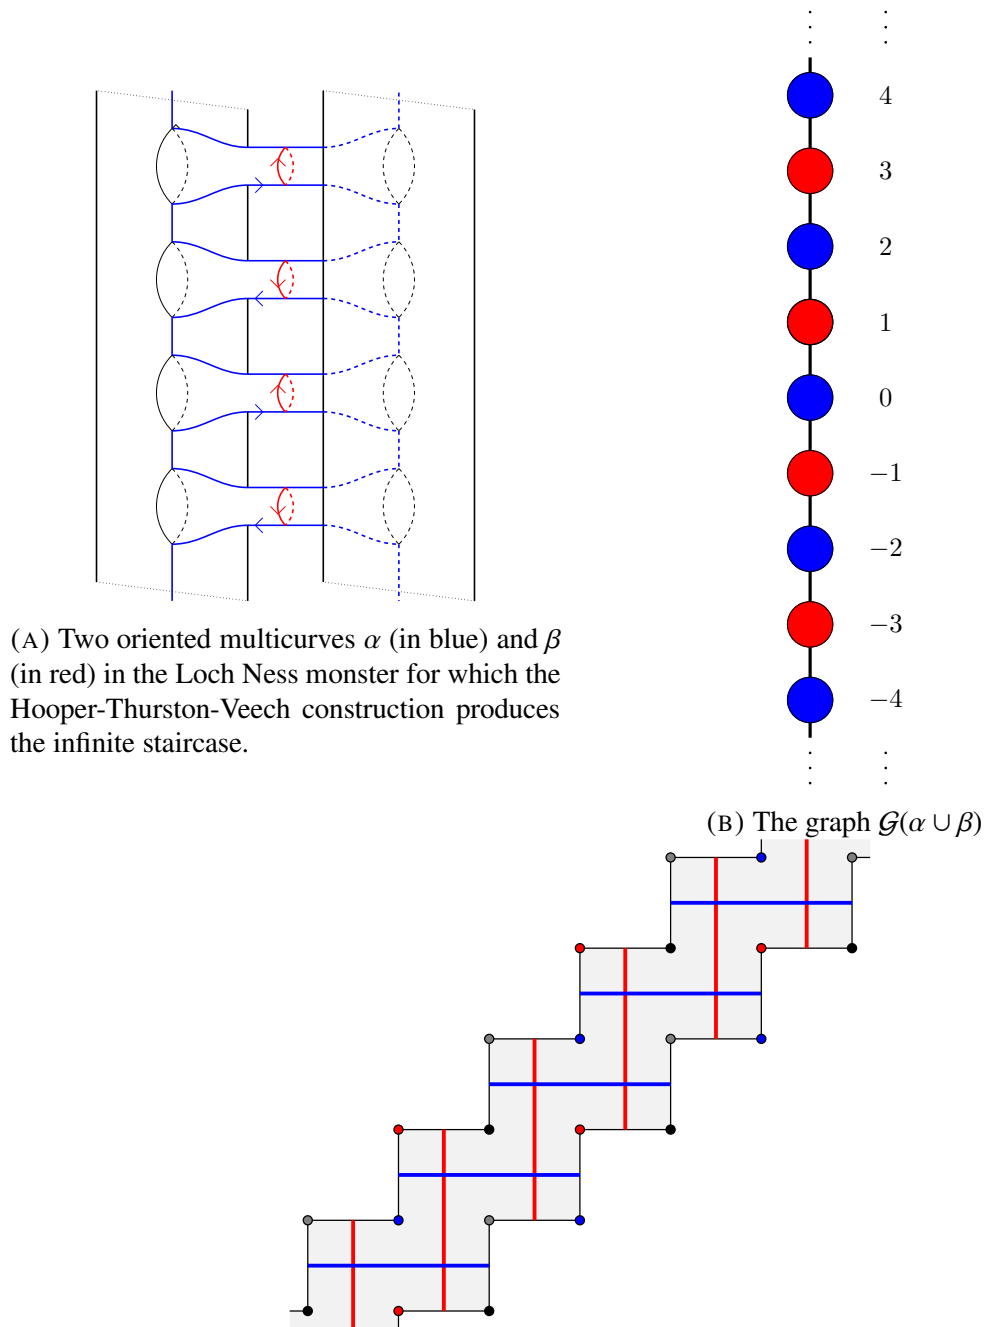 4
3
2
1
0
−1
−2
−3
−4
(A) Two oriented multicurves α (in blue) and β
(in red) in the Loch Ness monster for which the
Hooper-Thurston-Veech construction produces
the infinite staircase.
(B) The graph 𝒢(α ∪ β)